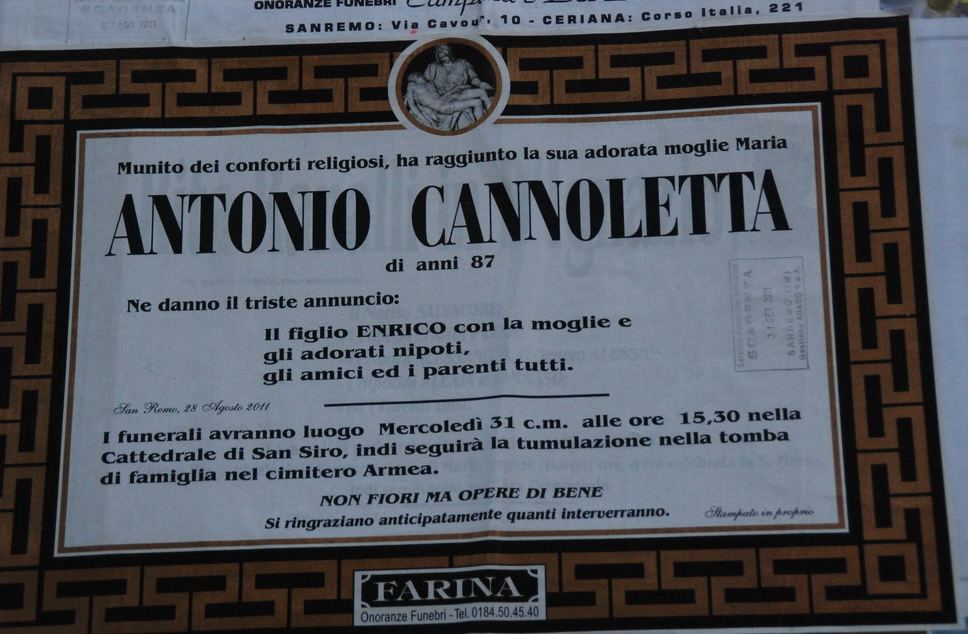 ONORANZE FUNEBRI
SANREMO: Via Cavou', 10 - CERIANA: Corso Italia, 221
Munito dei conforti religiosi, ha raggiunto la sua adorata moglie Maria
ANTONIO CANNOLETTA
di anni 87
Ne danno il triste annuncio:
Il figlio ENRICO con la moglie e
gli adorati nipoti,
gli amici ed i parenti tutti.
San Remo, 28 Agosto 2011
I funerali avranno luogo Mercoledì 31 c.m. alle ore 15,30 nella
Cattedrale di San Siro, indi seguirà la tumulazione nella tomba
di famiglia nel cimitero Armea.
NON FIORI MA OPERE DI BENE
Si ringraziano anticipatamente quanti interverranno.
Stampato in proprio
SCADENZA
SANREMO (IM)
FARINA
Onoranze Funebri - Tel. 0184.50.45.40